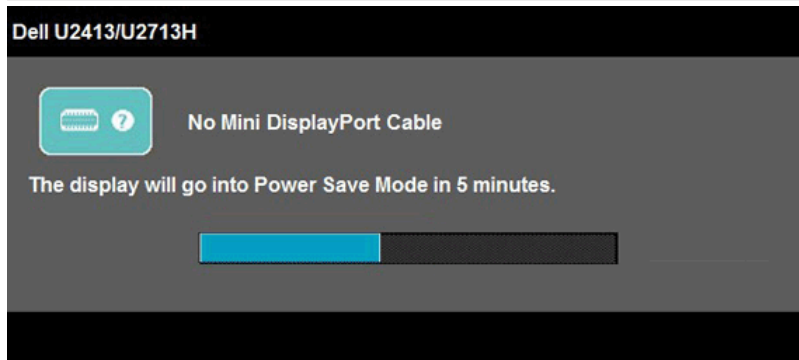 Dell U2413/U2713H
? No Mini DisplayPort Cable
The display will go into Power Save Mode in 5 minutes.